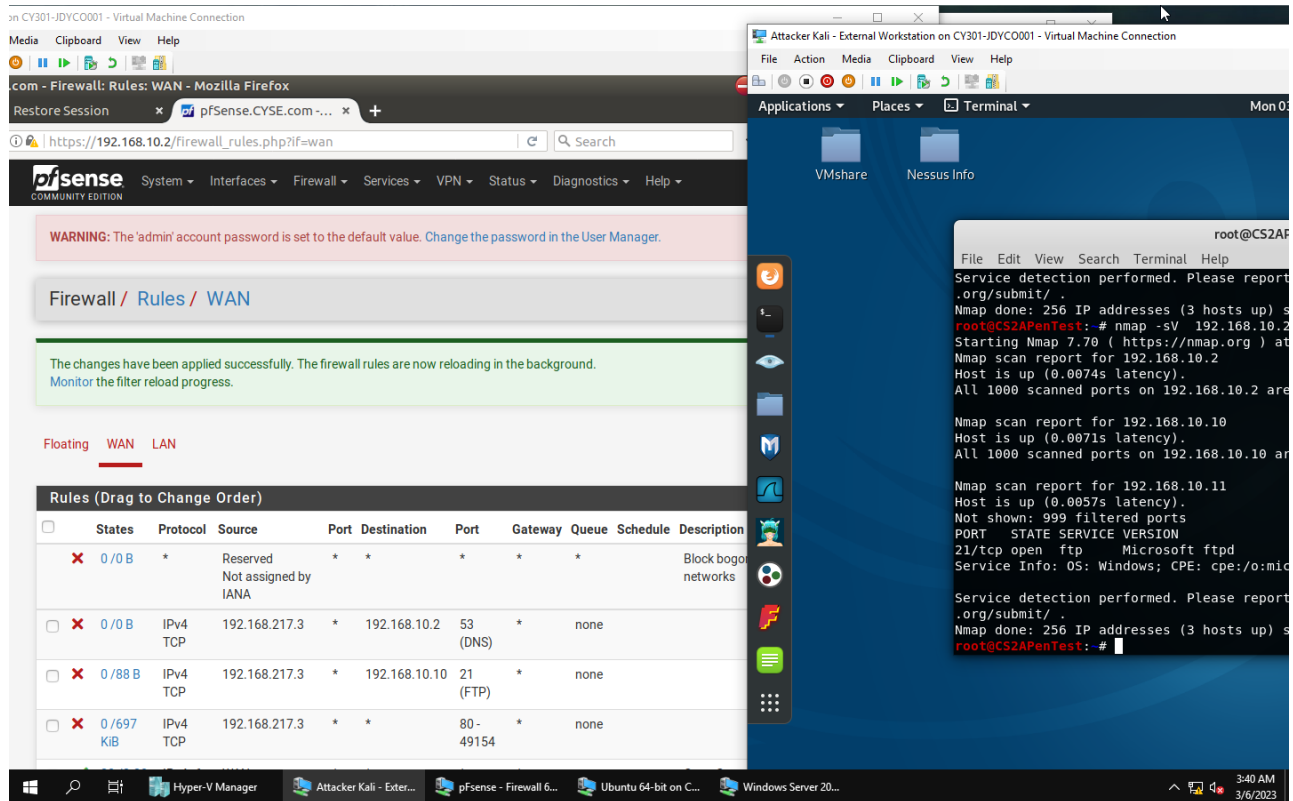 on CY301-JDYCO001 - Virtual Machine Connection
Media Clipboard View Help
.com - Firewall: Rules: WAN - Mozilla Firefox
Restore Session × pfSense.CYSE.com -... × +
https://192.168.10.2/firewall_rules.php?if=wan
Search
pfsense
COMMUNITY EDITION
System Interfaces Firewall Services VPN Status Diagnostics Help
WARNING: The 'admin' account password is set to the default value. Change the password in the User Manager.
Firewall / Rules / WAN
The changes have been applied successfully. The firewall rules are now reloading in the background.
Monitor the filter reload progress.
Floating WAN LAN
Rules (Drag to Change Order)
States Protocol Source Port Destination Port Gateway Queue Schedule Description
0 /0 B * Reserved * * * * * Block bogon
Not assigned by networks
IANA
0 /0 B IPv4 192.168.217.3 * 192.168.10.2 53 * none
TCP (DNS)
0 /88 B IPv4 192.168.217.3 * 192.168.10.10 21 * none
TCP (FTP)
0 /697 IPv4 192.168.217.3 * * 80 - * none
KiB TCP 49154
Attacker Kali - External Workstation on CY301-JDYCO001 - Virtual Machine Connection
File Action Media Clipboard View Help
Applications Places Terminal Mon 03
VMshare Nessus Info
root@CS2AP
File Edit View Search Terminal Help
Service detection performed. Please report
.org/submit/ .
Nmap done: 256 IP addresses (3 hosts up) s
root@CS2APenTest:~# nmap -sV 192.168.10.2
Starting Nmap 7.70 ( https://nmap.org ) at
Nmap scan report for 192.168.10.2
Host is up (0.0074s latency).
All 1000 scanned ports on 192.168.10.2 are
Nmap scan report for 192.168.10.10
Host is up (0.0071s latency).
All 1000 scanned ports on 192.168.10.10 ar
Nmap scan report for 192.168.10.11
Host is up (0.0057s latency).
Not shown: 999 filtered ports
PORT STATE SERVICE VERSION
21/tcp open ftp Microsoft ftpd
Service Info: OS: Windows; CPE: cpe:/o:mic
Service detection performed. Please report
.org/submit/ .
Nmap done: 256 IP addresses (3 hosts up) s
root@CS2APenTest:~#
Hyper-V Manager Attacker Kali - Exter... pfSense - Firewall 6... Ubuntu 64-bit on C... Windows Server 20...
3:40 AM
3/6/2023